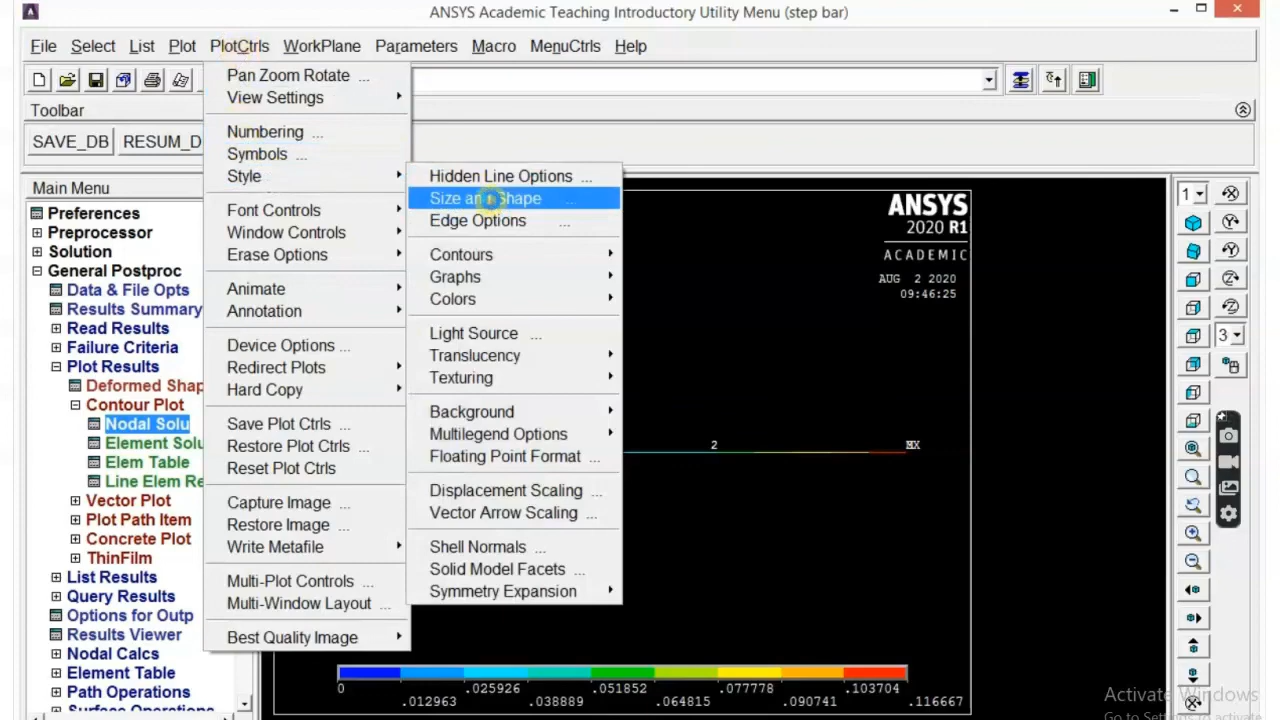 ANSYS Academic Teaching Introductory Utility Menu (step bar)
File Select List Plot PlotCtrls WorkPlane Parameters Macro MenuCtrls Help
Toolbar
SAVE_DB RESUM_D
Main Menu
Preferences
Preprocessor
Solution
General Postproc
Data & File Opts
Results Summary
Read Results
Failure Criteria
Plot Results
Deformed Shap
Contour Plot
Nodal Solu
Element Solu
Elem Table
Line Elem Re
Vector Plot
Plot Path Item
Concrete Plot
ThinFilm
List Results
Query Results
Options for Outp
Results Viewer
Nodal Calcs
Element Table
Path Operations
Surface Operations
Pan Zoom Rotate ...
View Settings
Numbering ...
Symbols ...
Style
Font Controls
Window Controls
Erase Options
Animate
Annotation
Device Options ...
Redirect Plots
Hard Copy
Save Plot Ctrls ...
Restore Plot Ctrls ...
Reset Plot Ctrls
Capture Image ...
Restore Image ...
Write Metafile
Multi-Plot Controls ...
Multi-Window Layout ...
Best Quality Image
Hidden Line Options ...
Size and Shape ...
Edge Options ...
Contours
Graphs
Colors
Light Source ...
Translucency
Texturing
Background
Multilegend Options
Floating Point Format ...
Displacement Scaling ...
Vector Arrow Scaling ...
Shell Normals ...
Solid Model Facets ...
Symmetry Expansion
ANSYS
2020 R1
ACADEMIC
AUG 2 2020
09:46:25
2
0 .025926 .051852 .077778 .103704
.012963 .038889 .064815 .090741 .116667
1
3
Activate Windows
Go to Settings to activate